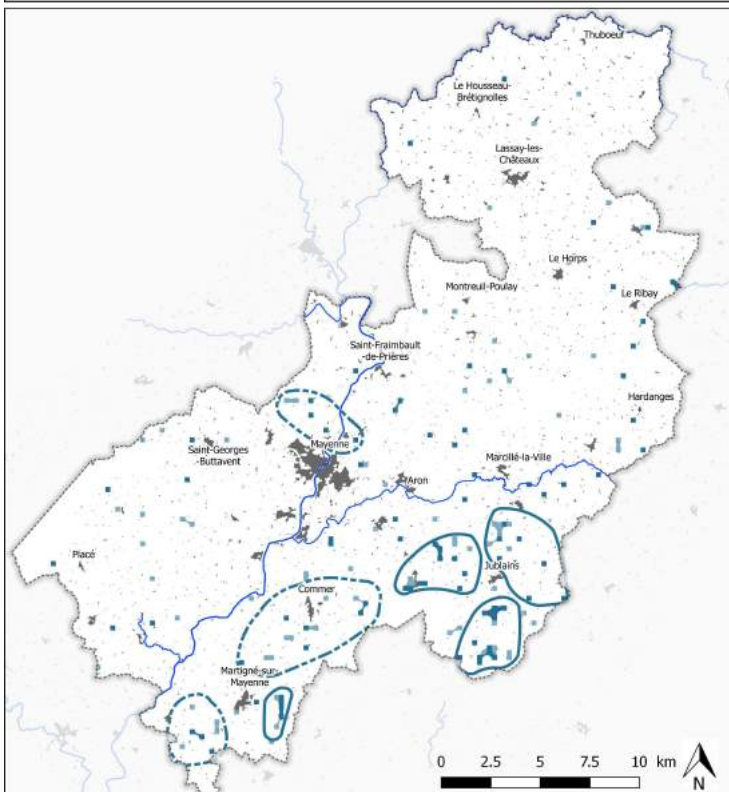 Thuboeuf
Le Housseau-
Brétignolles
Lassay-les-
Châteaux
Le Horps
Montreuil-Poulay
Le Ribay
Saint-Fraimbault
-de-Prières
Hardanges
Mayenne
Saint-Georges
-Buttavent
Marcillé-la-Ville
Aron
Placé
Jublains
Commer
Martigné-sur-
Mayenne
0 2.5 5 7.5 10 km
N